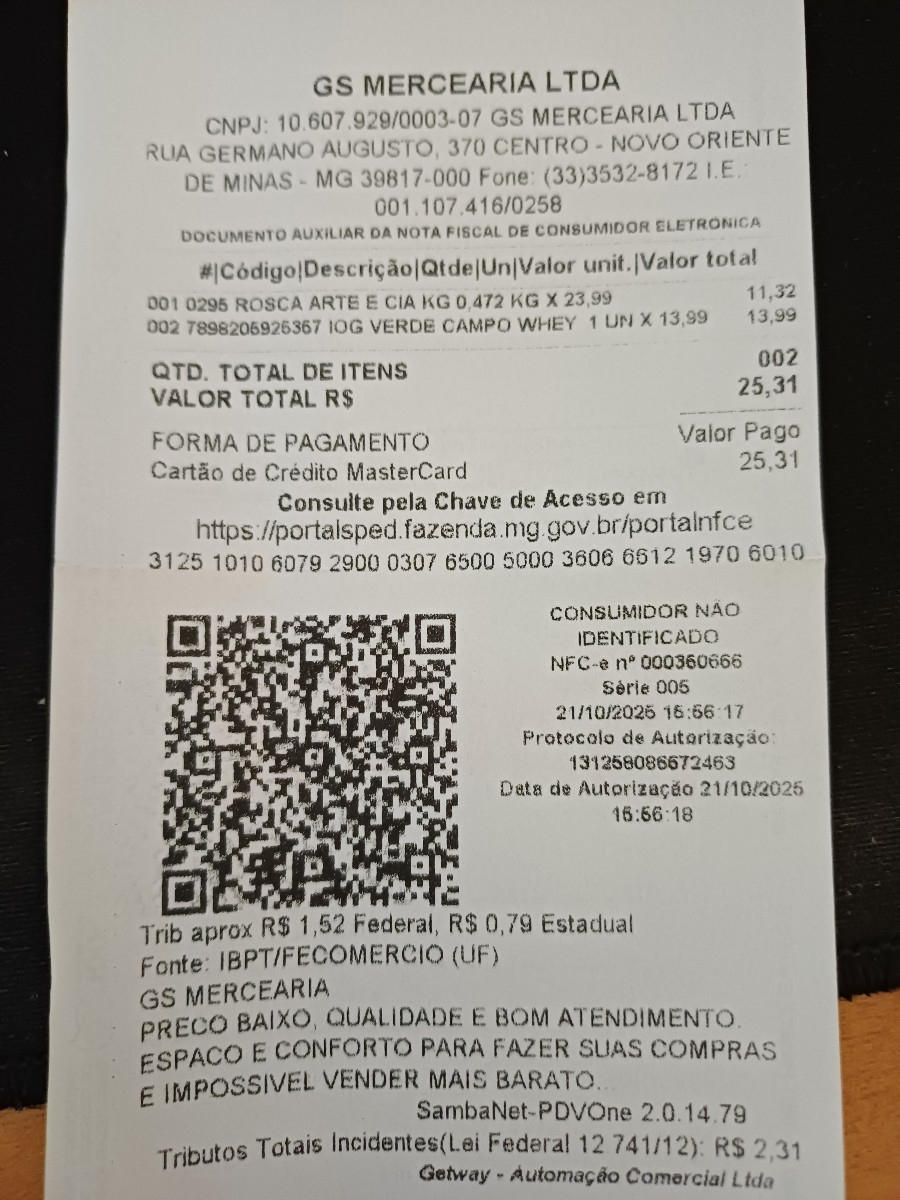 GS MERCEARIA LTDA
CNPJ: 10.607.929/0003-07 GS MERCEARIA LTDA
RUA GERMANO AUGUSTO, 370 CENTRO - NOVO ORIENTE
DE MINAS - MG 39817-000 Fone: (33)3532-8172 I.E.:
001.107.416/0258
DOCUMENTO AUXILIAR DA NOTA FISCAL DE CONSUMIDOR ELETRONICA
#|Código|Descrição|Qtde|Un|Valor unit.|Valor total
001 0295 ROSCA ARTE E CIA KG 0,472 KG X 23,99 11,32
002 7898205925367 IOG VERDE CAMPO WHEY 1 UN X 13,99 13,99
QTD. TOTAL DE ITENS 002
VALOR TOTAL R$ 25,31
FORMA DE PAGAMENTO Valor Pago
Cartão de Crédito MasterCard 25,31
Consulte pela Chave de Acesso em
https://portalsped.fazenda.mg.gov.br/portalnfce
3125 1010 6079 2900 0307 6500 5000 3606 6612 1970 6010
CONSUMIDOR NÃO
IDENTIFICADO
NFC-e nº 000360666
Série 005
21/10/2025 15:56:17
Protocolo de Autorização:
131258086672463
Data de Autorização 21/10/2025
15:56:18
Trib aprox R$ 1,52 Federal, R$ 0,79 Estadual
Fonte: IBPT/FECOMERCIO (UF)
GS MERCEARIA
PRECO BAIXO, QUALIDADE E BOM ATENDIMENTO.
ESPACO E CONFORTO PARA FAZER SUAS COMPRAS
E IMPOSSIVEL VENDER MAIS BARATO...
SambaNet-PDVOne 2.0.14.79
Tributos Totais Incidentes(Lei Federal 12.741/12): R$ 2,31
Getway - Automação Comercial Ltda